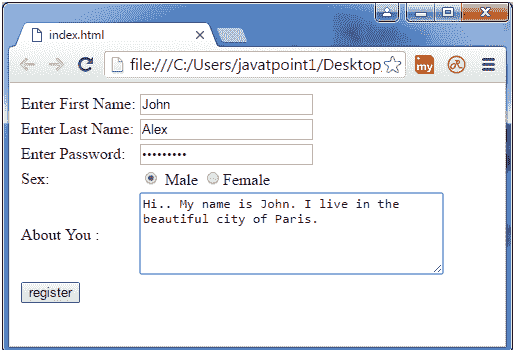 index.html
file:///C:/Users/javatpoint1/Desktop
my
Enter First Name: John
Enter Last Name: Alex
Enter Password: •••••••••
Sex: Male Female
Hi.. My name is John. I live in the
beautiful city of Paris.
About You :
register